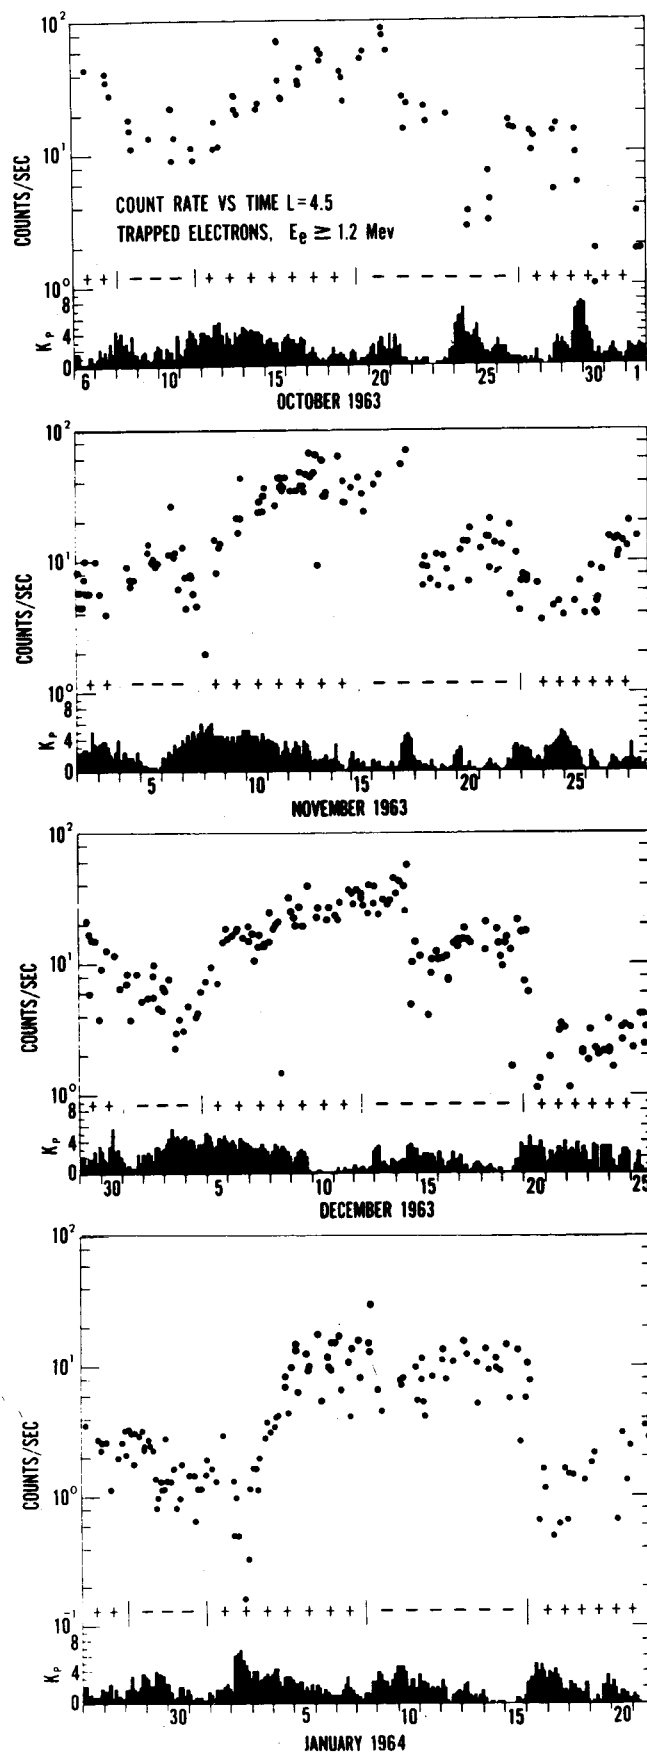 10²
10¹
10⁰
COUNTS/SEC
COUNT RATE VS TIME L=4.5
TRAPPED ELECTRONS, Eₑ ≥ 1.2 Mev
+ + | − − − − | + + + + + + + | − − − − − − − | + + + + + +
8
4
0
Kₚ
6 10 15 20 25 30 1
OCTOBER 1963
10²
10¹
10⁰
COUNTS/SEC
+ + − − − − + + + + + + + − − − − − − − | + + + + + +
8
4
0
Kₚ
5 10 15 20 25
NOVEMBER 1963
10²
10¹
10⁰
COUNTS/SEC
+ + | − − − − | + + + + + + + | − − − − − − − | + + + + + +
8
4
0
Kₚ
30 5 10 15 20 25
DECEMBER 1963
10²
10¹
10⁰
10⁻¹
COUNTS/SEC
+ + | − − − − | + + + + + + + | − − − − − − − | + + + + + +
8
4
0
Kₚ
30 5 10 15 20
JANUARY 1964